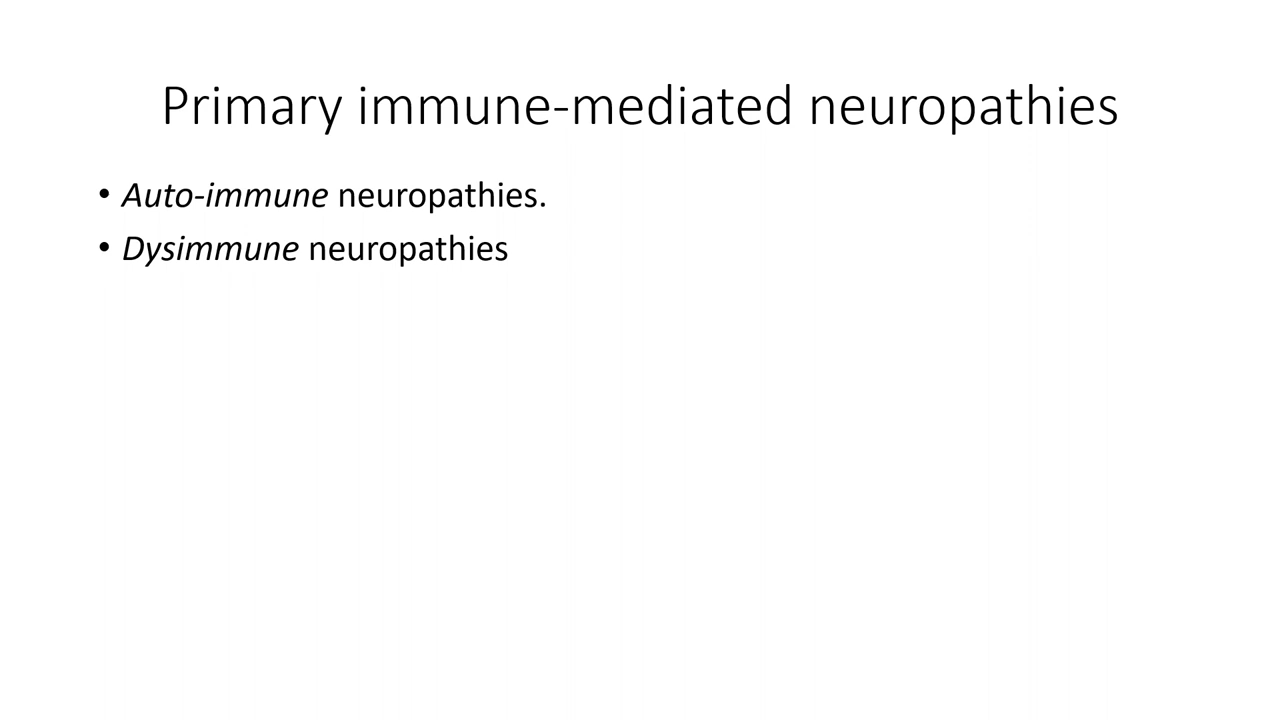 Primary immune-mediated neuropathies
• Auto-immune neuropathies.
• Dysimmune neuropathies